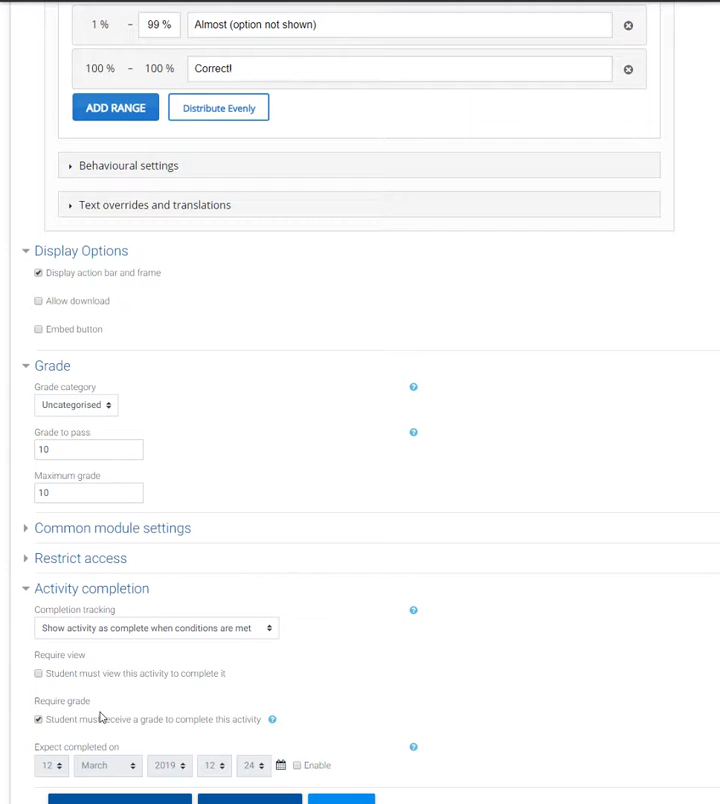 1 % – 99 % Almost (option not shown)
100 % – 100 % Correct!
ADD RANGE Distribute Evenly
Behavioural settings
Text overrides and translations
Display Options
Display action bar and frame
Allow download
Embed button
Grade
Grade category
Uncategorised
Grade to pass
10
Maximum grade
10
Common module settings
Restrict access
Activity completion
Completion tracking
Show activity as complete when conditions are met
Require view
Student must view this activity to complete it
Require grade
Student must receive a grade to complete this activity
Expect completed on
12 March 2019 12 24 Enable